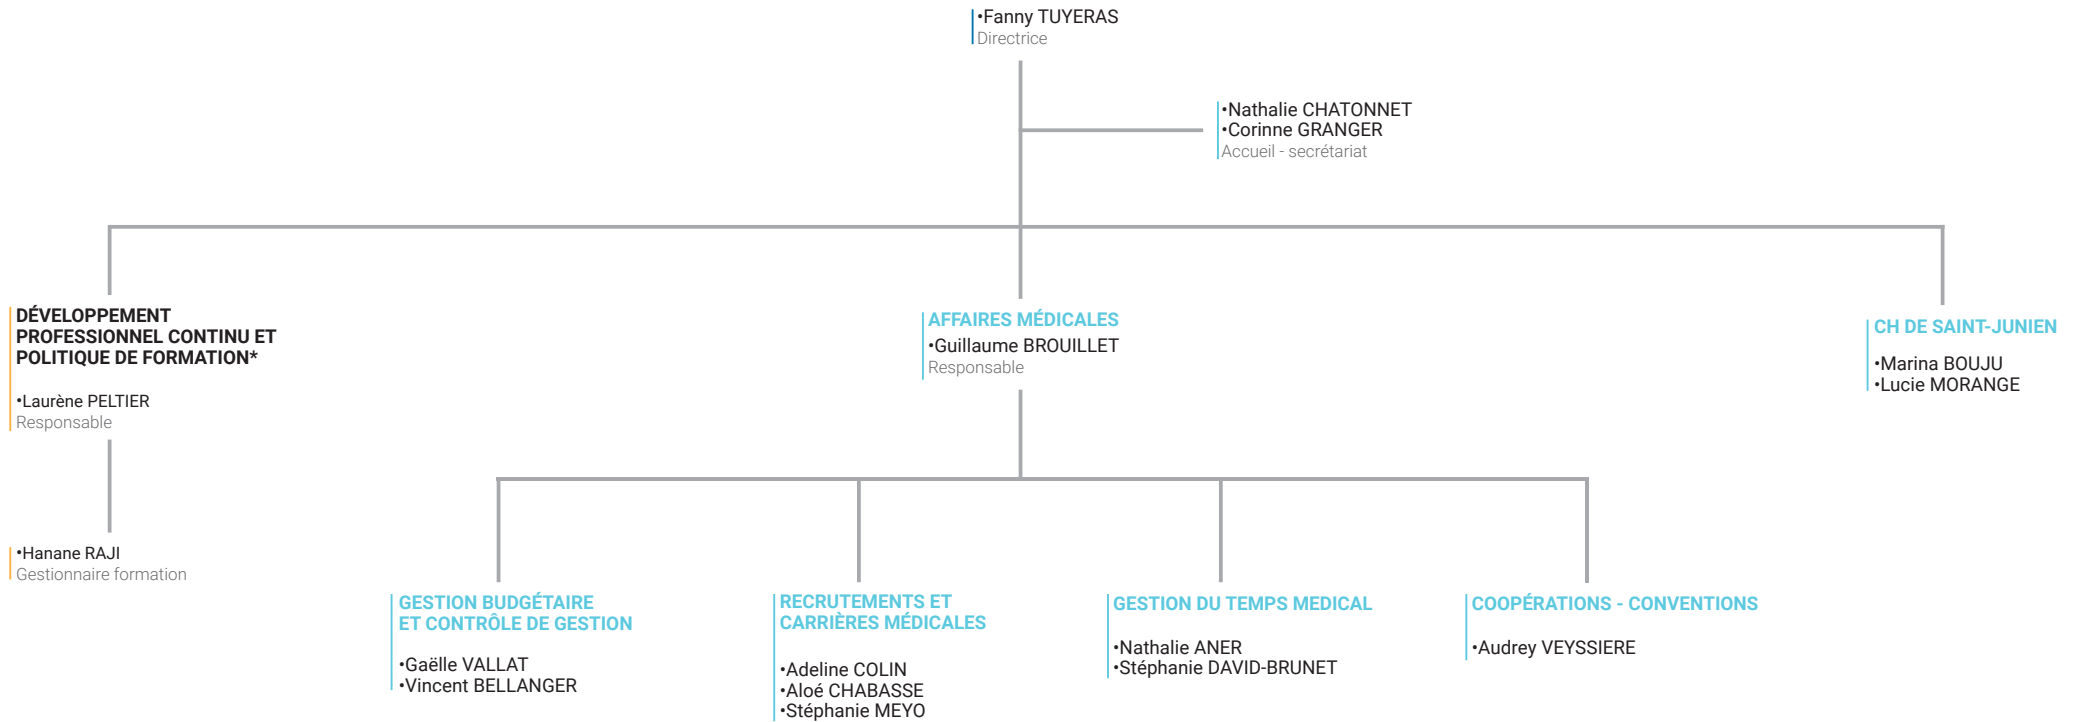 •Fanny TUYERAS
Directrice
•Nathalie CHATONNET
•Corinne GRANGER
Accueil - secrétariat
DÉVELOPPEMENT
PROFESSIONNEL CONTINU ET
POLITIQUE DE FORMATION*
•Laurène PELTIER
Responsable
•Hanane RAJI
Gestionnaire formation
AFFAIRES MÉDICALES
•Guillaume BROUILLET
Responsable
CH DE SAINT-JUNIEN
•Marina BOUJU
•Lucie MORANGE
GESTION BUDGÉTAIRE
ET CONTRÔLE DE GESTION
•Gaëlle VALLAT
•Vincent BELLANGER
RECRUTEMENTS ET
CARRIÈRES MÉDICALES
•Adeline COLIN
•Aloé CHABASSE
•Stéphanie MEYO
GESTION DU TEMPS MEDICAL
•Nathalie ANER
•Stéphanie DAVID-BRUNET
COOPÉRATIONS - CONVENTIONS
•Audrey VEYSSIERE